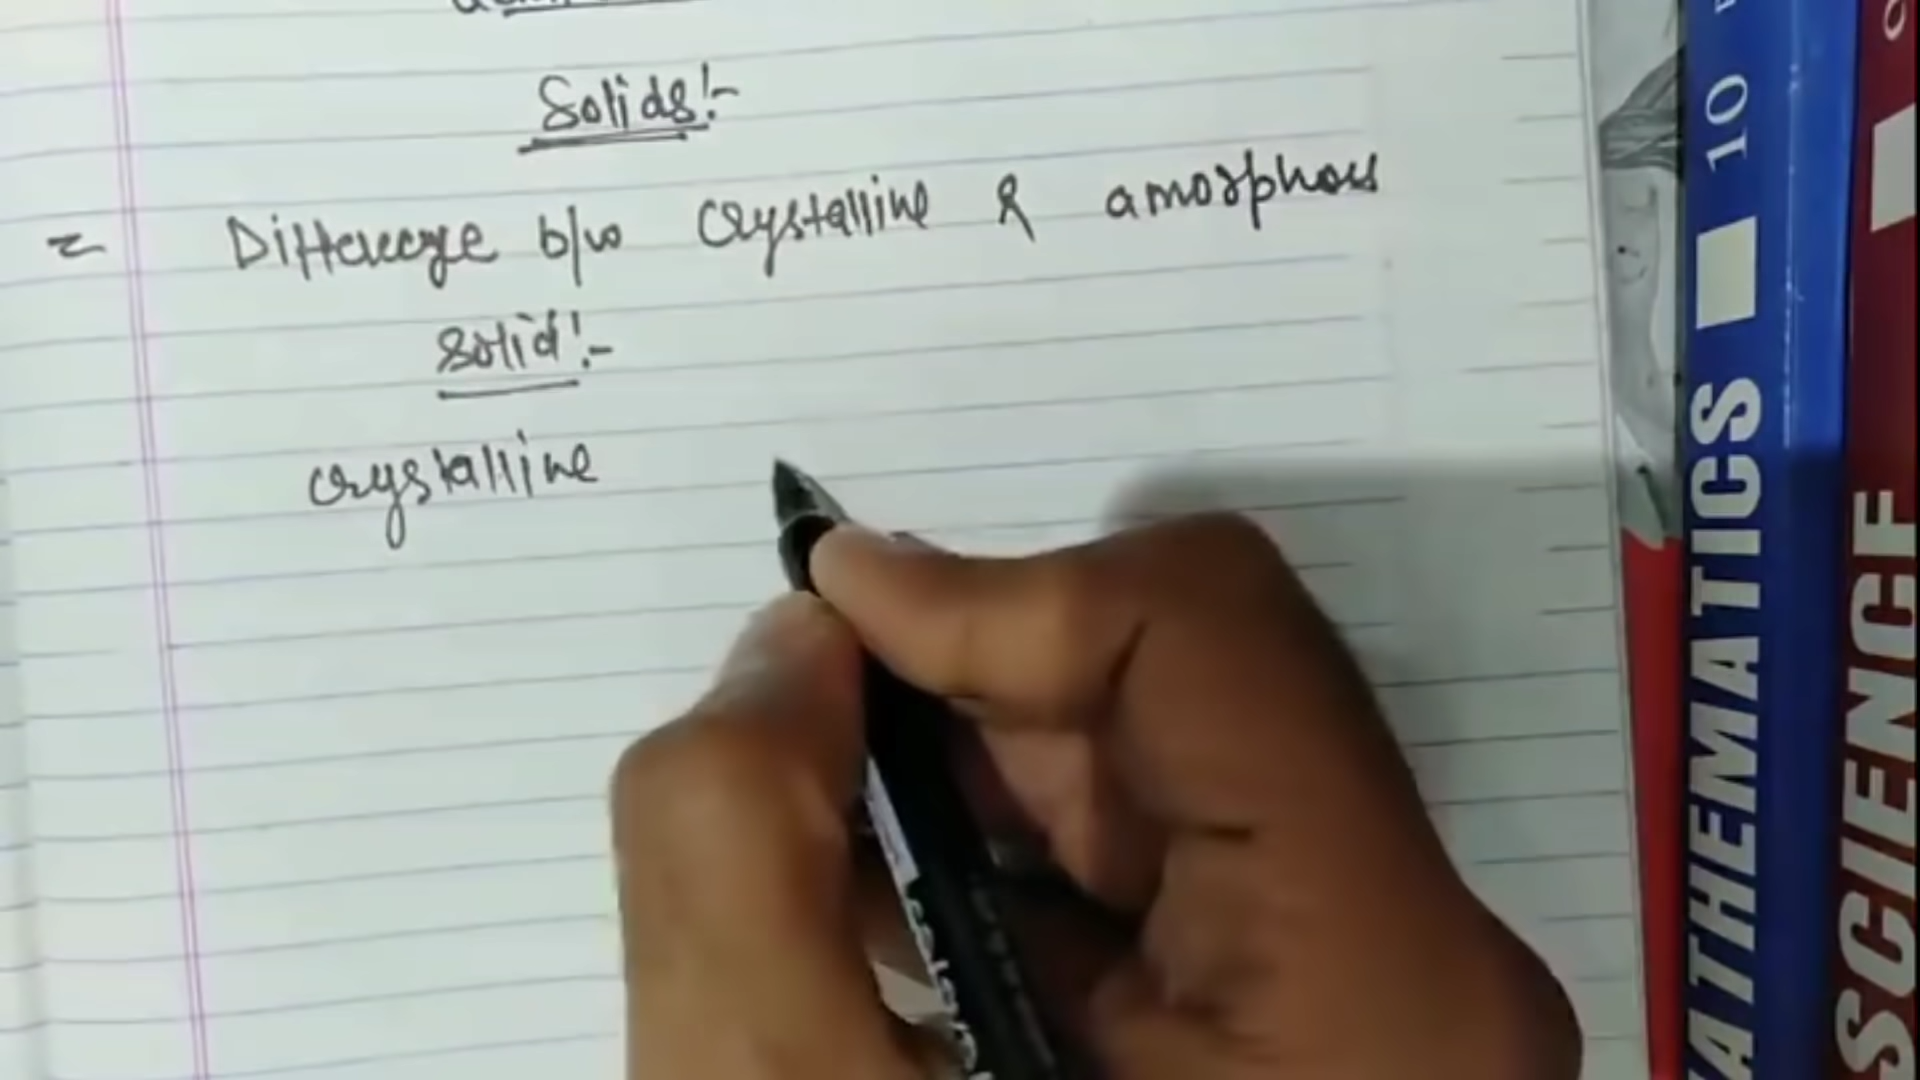 Solids:-
= Difference b/w Crystalline & amorphous
Solid:-
crystalline
10
MATHEMATICS
SCIENCE